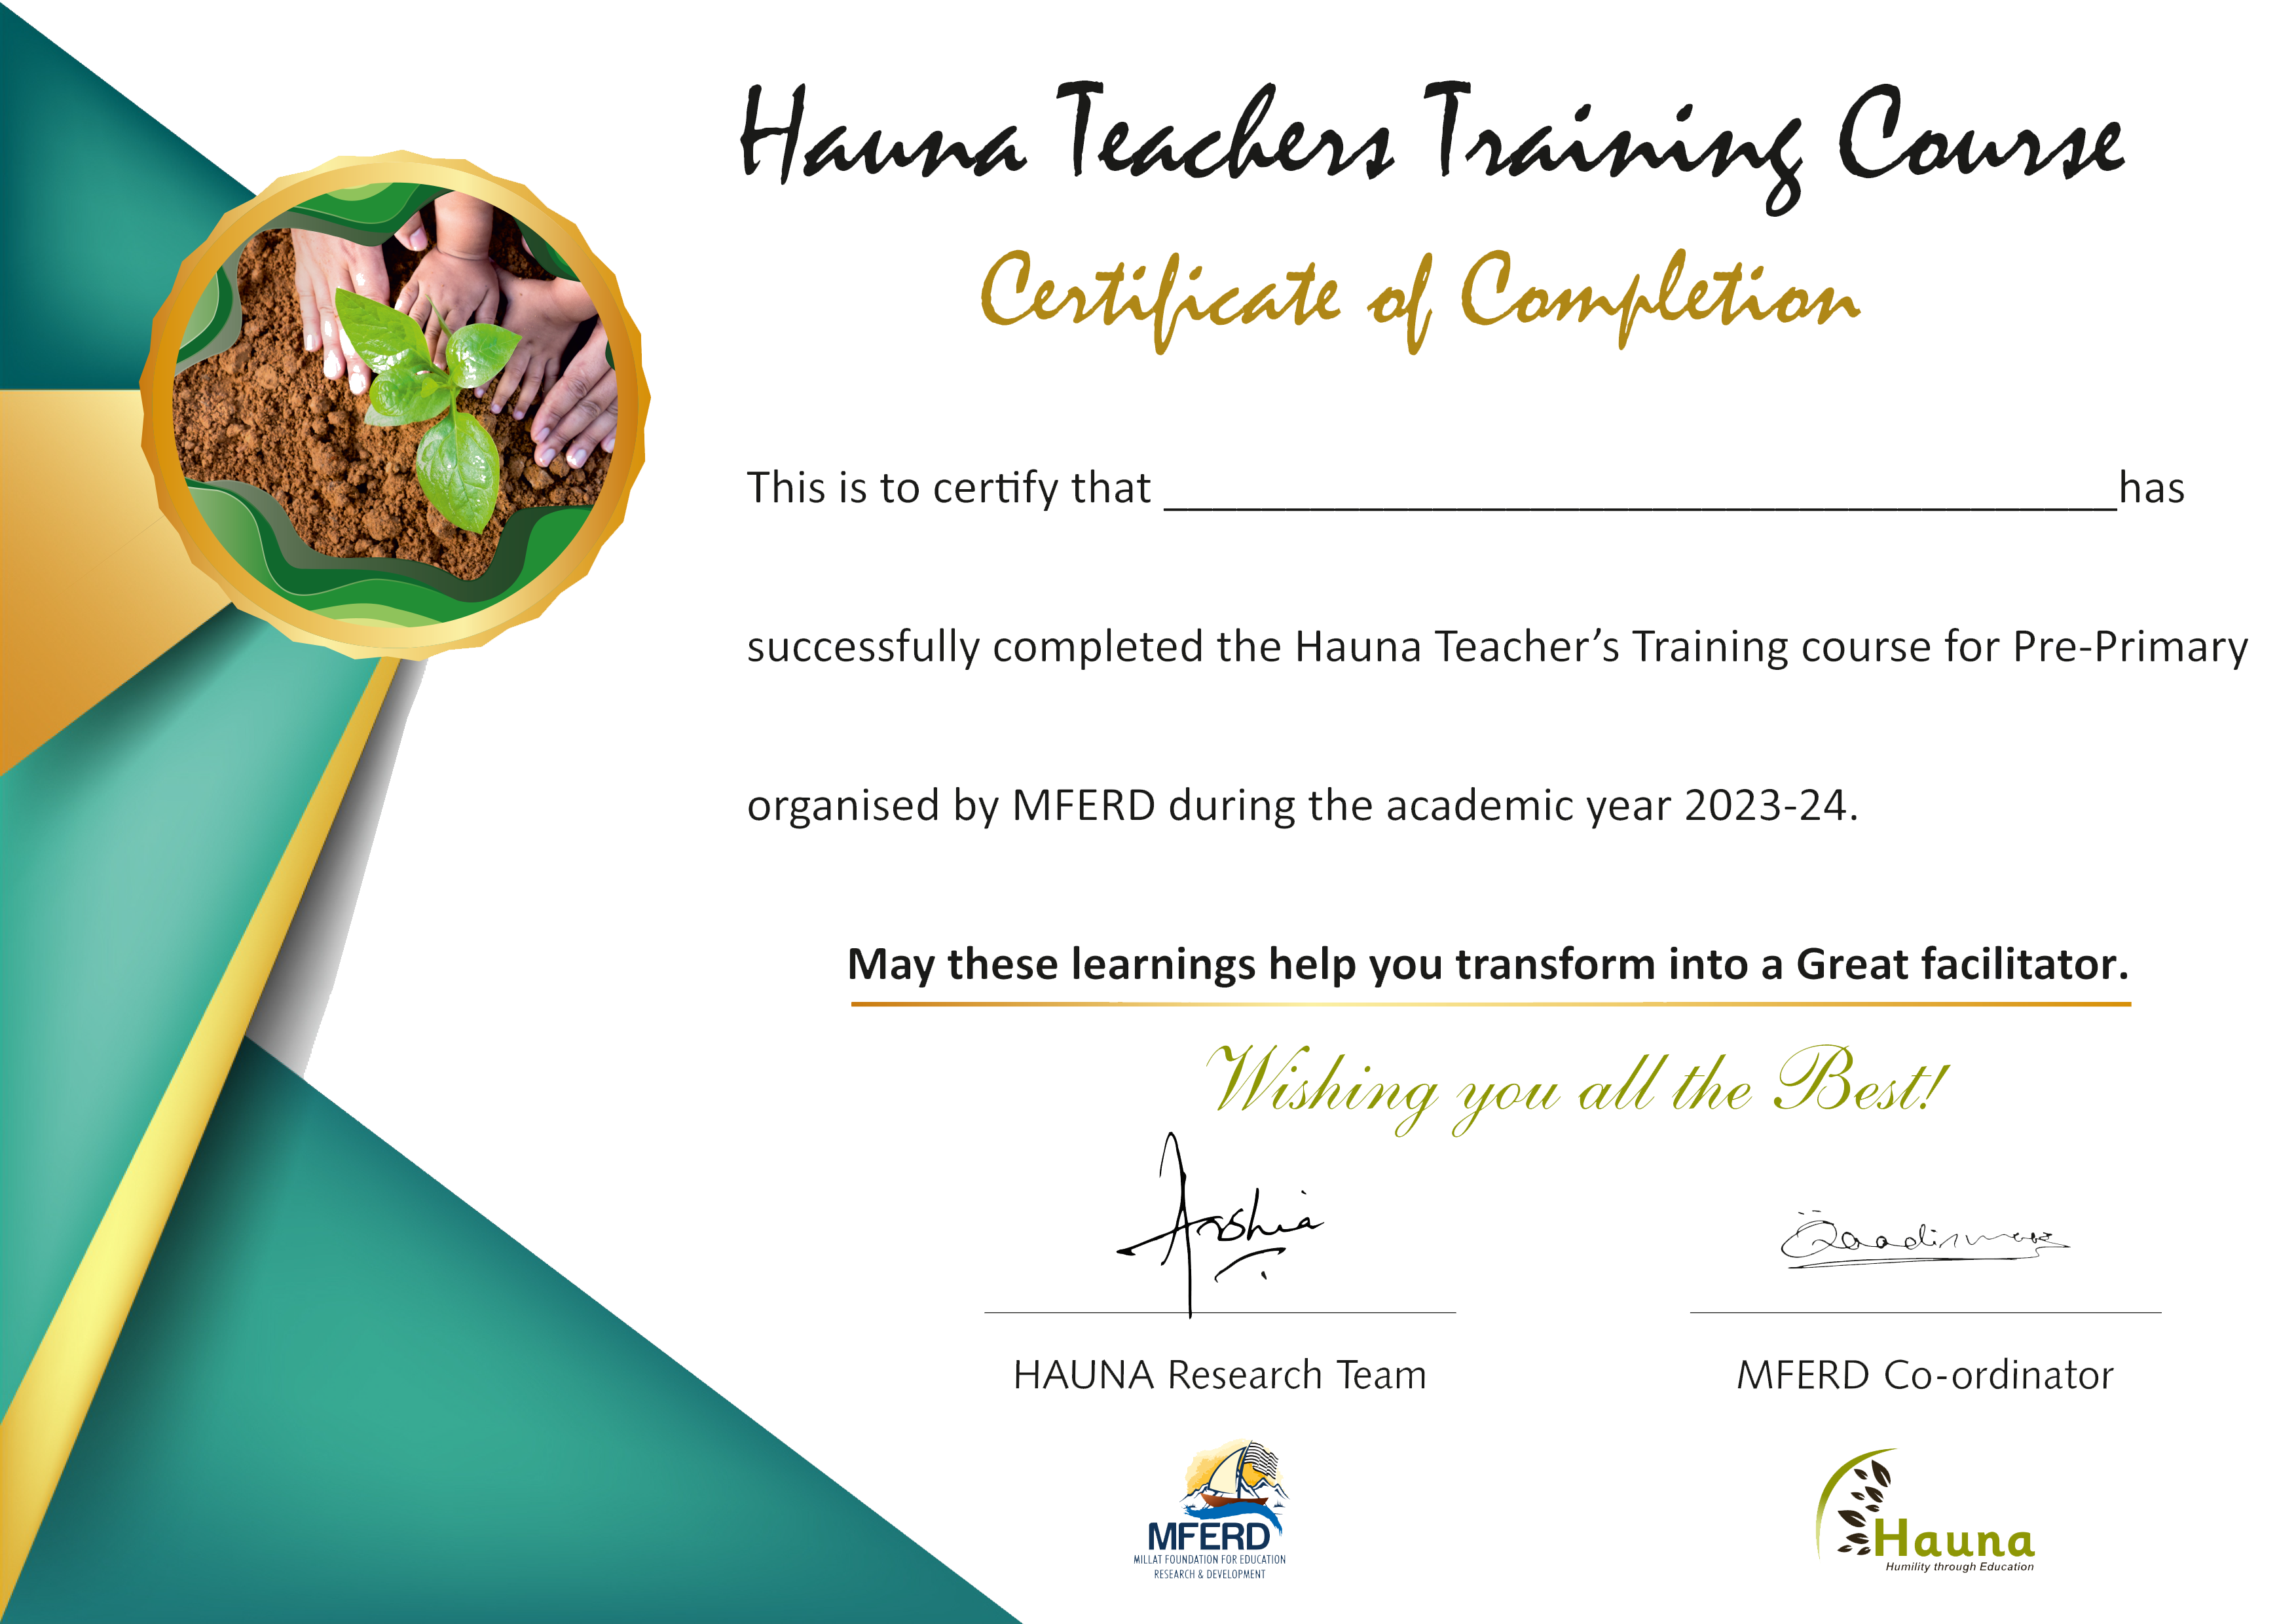 Hauna Teachers Training Course
Certificate of Completion
This is to certify that ________________________________________has
successfully completed the Hauna Teacher’s Training course for Pre-Primary
organised by MFERD during the academic year 2023-24.
May these learnings help you transform into a Great facilitator.
Wishing you all the Best!
Arshia
HAUNA Research Team
MFERD Co-ordinator
MFERD
MILLAT FOUNDATION FOR EDUCATION
RESEARCH & DEVELOPMENT
Hauna
Humility through Education